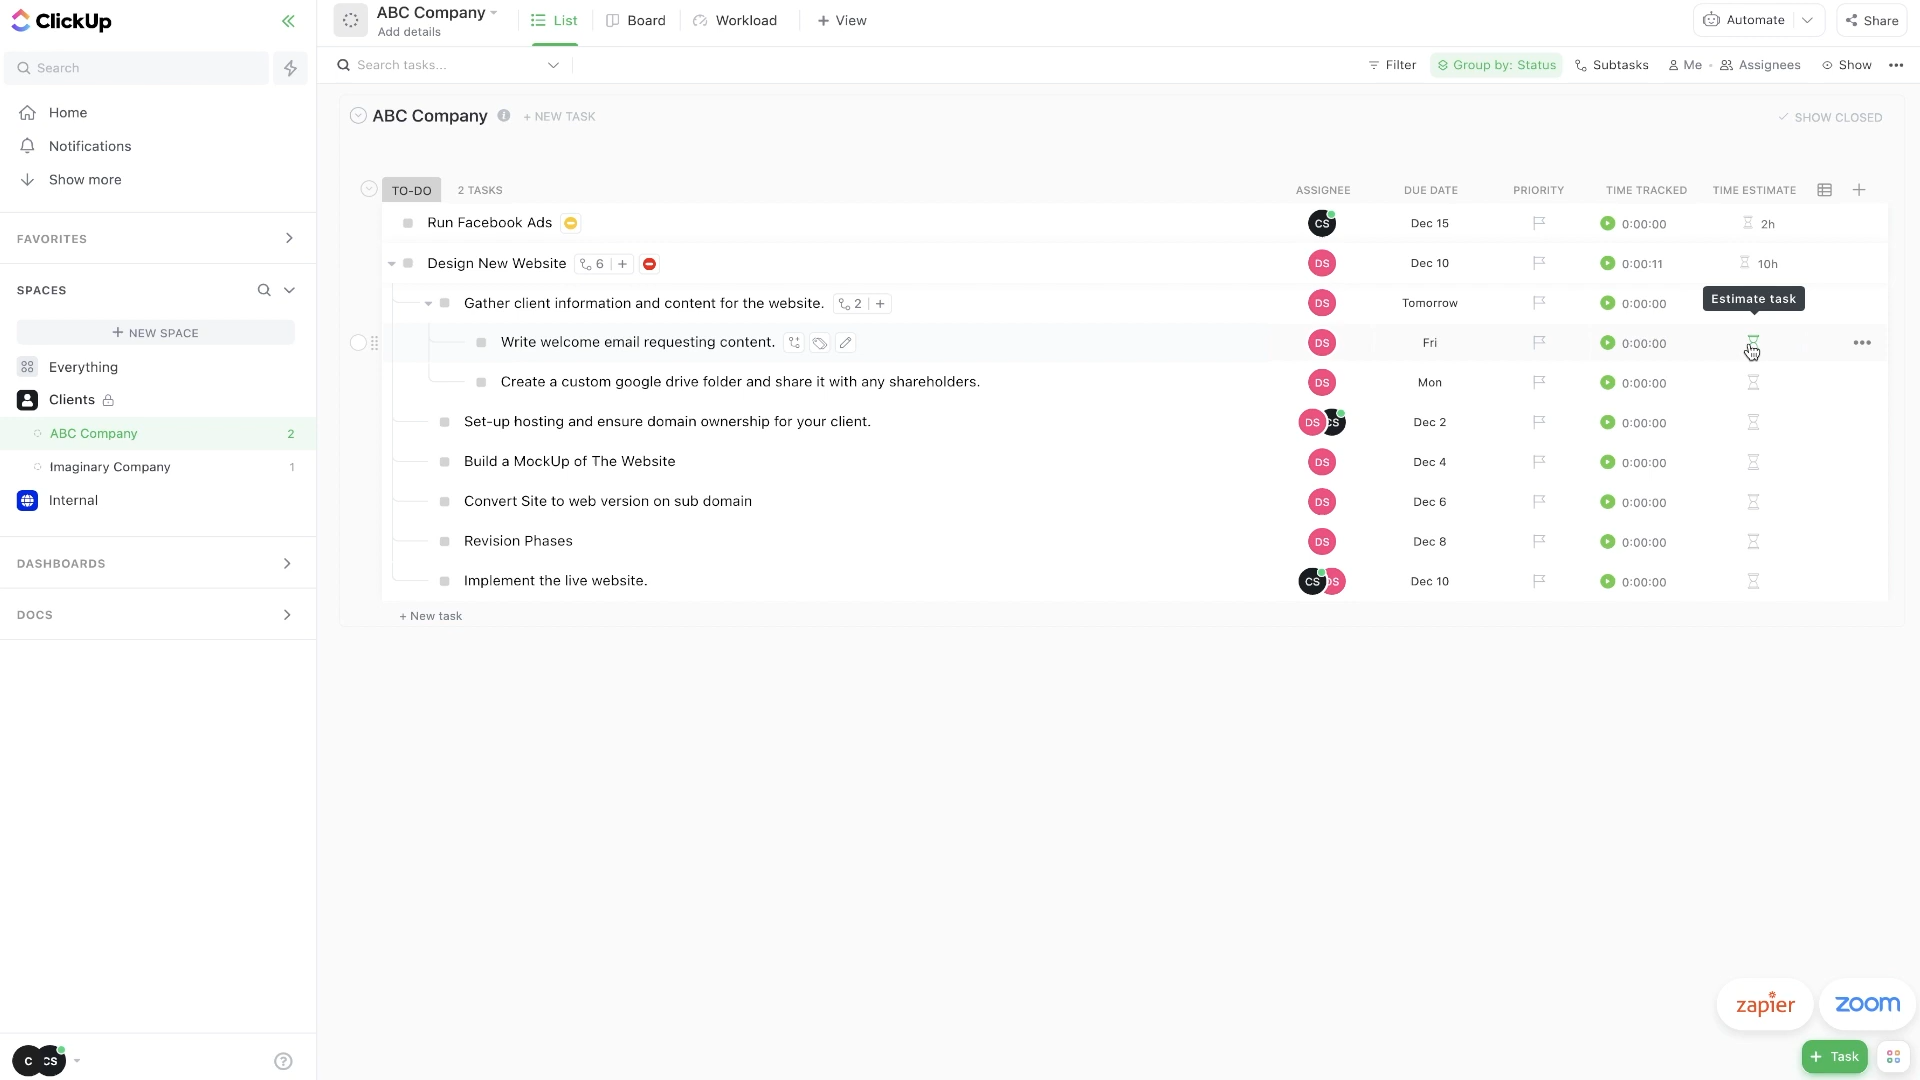 ClickUp
Search
Home
Notifications
Show more
FAVORITES
SPACES
+ NEW SPACE
Everything
Clients
ABC Company 2
Imaginary Company 1
Internal
DASHBOARDS
DOCS
C CS
ABC Company
Add details
List
Board
Workload
+ View
Automate
Share
Search tasks...
Filter
Group by: Status
Subtasks
Me
Assignees
Show
ABC Company
+ NEW TASK
SHOW CLOSED
TO-DO 2 TASKS ASSIGNEE DUE DATE PRIORITY TIME TRACKED TIME ESTIMATE
Run Facebook Ads CS Dec 15 0:00:00 2h
Design New Website 6 + DS Dec 10 0:00:11 10h
Gather client information and content for the website. 2 + DS Tomorrow 0:00:00
Estimate task
Write welcome email requesting content. DS Fri 0:00:00
Create a custom google drive folder and share it with any shareholders. DS Mon 0:00:00
Set-up hosting and ensure domain ownership for your client. DS CS Dec 2 0:00:00
Build a MockUp of The Website DS Dec 4 0:00:00
Convert Site to web version on sub domain DS Dec 6 0:00:00
Revision Phases DS Dec 8 0:00:00
Implement the live website. CS DS Dec 10 0:00:00
+ New task
zapier
zoom
+ Task